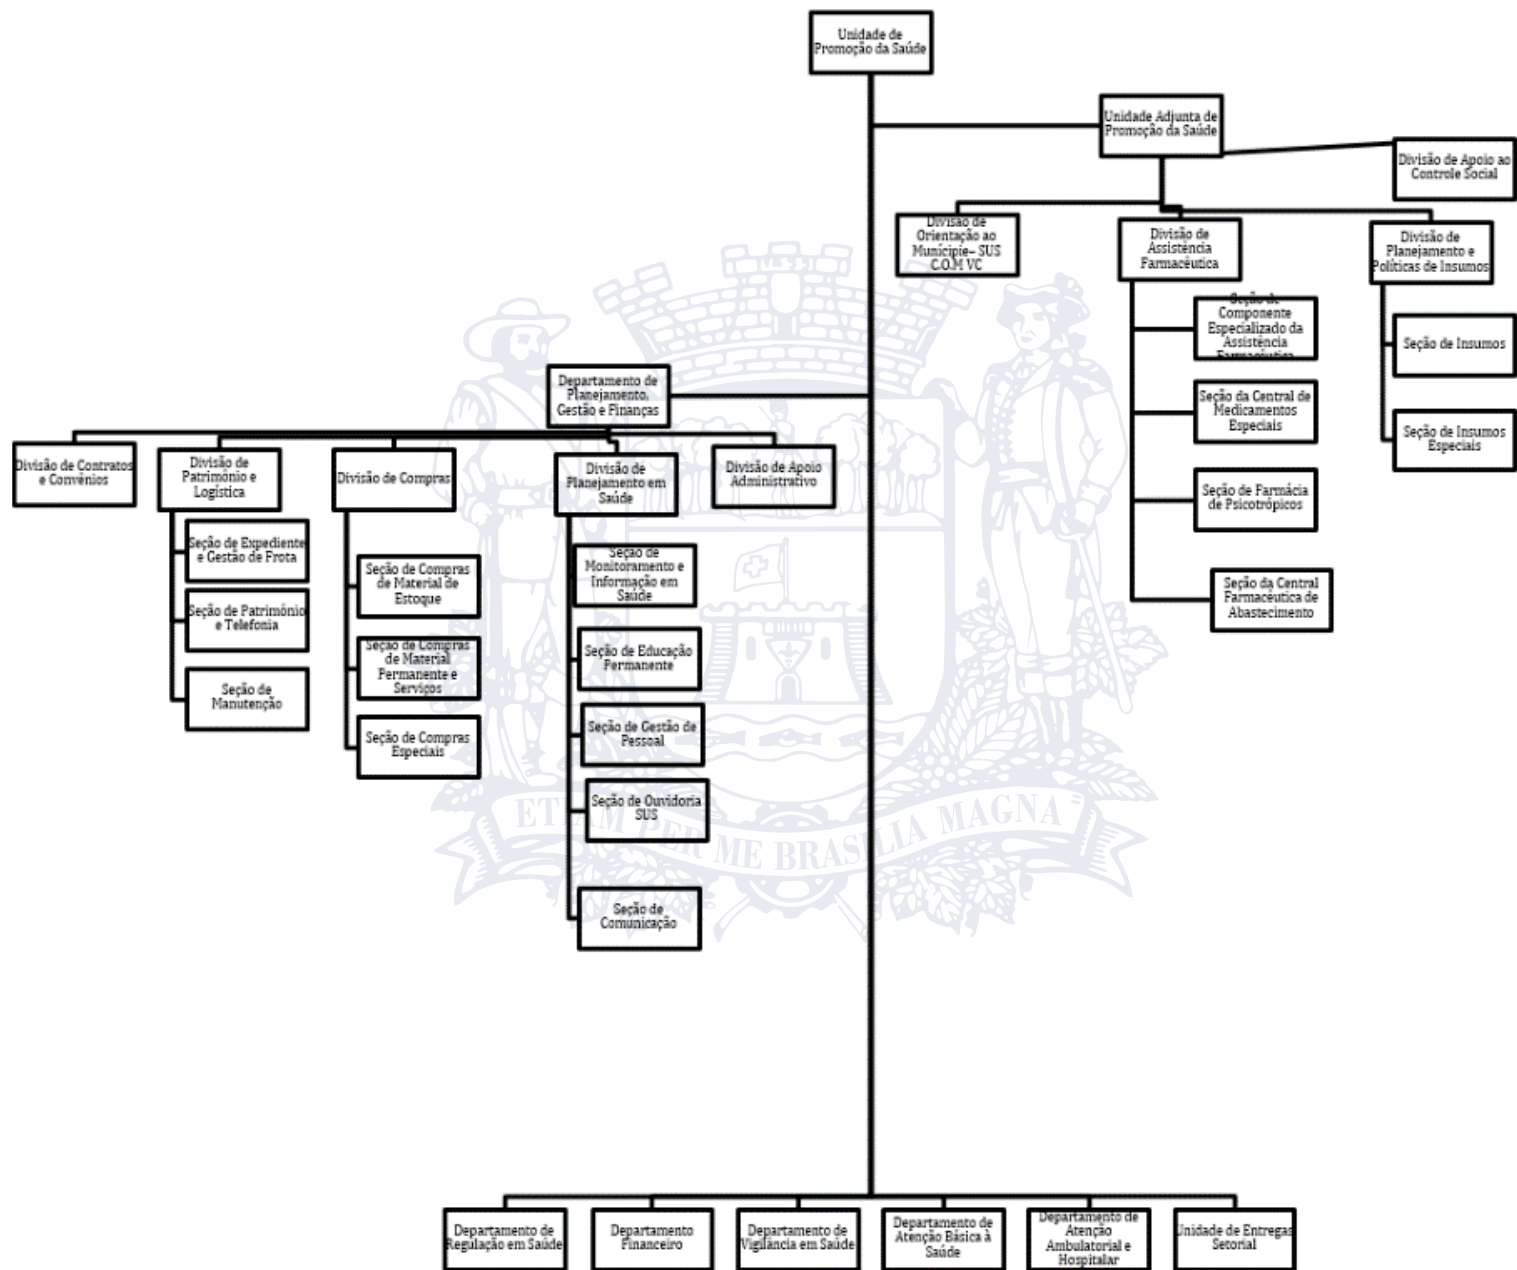 Unidade de
Promoção da Saúde
Unidade Adjunta de
Promoção da Saúde
Divisão de Apoio ao
Controle Social
Divisão de
Orientação ao
Munícipie– SUS
C.O.M VC
Divisão de
Assistência
Farmacêutica
Divisão de
Planejamento e
Políticas de Insumos
Seção de
Componente
Especializado da
Assistência
Farmacêutica
Seção de Insumos
Seção da Central de
Medicamentos
Especiais
Seção de Insumos
Especiais
Seção de Farmácia
de Psicotrópicos
Seção da Central
Farmacêutica de
Abastecimento
Departamento de
Planejamento,
Gestão e Finanças
Divisão de Contratos
e Convênios
Divisão de
Patrimônio e
Logística
Divisão de Compras
Divisão de
Planejamento em
Saúde
Divisão de Apoio
Administrativo
Seção de Expediente
e Gestão de Frota
Seção de Patrimônio
e Telefonia
Seção de
Manutenção
Seção de Compras
de Material de
Estoque
Seção de Compras
de Material
Permanente e
Serviços
Seção de Compras
Especiais
Seção de
Monitoramento e
Informação em
Saúde
Seção de Educação
Permanente
Seção de Gestão de
Pessoal
Seção de Ouvidoria
SUS
Seção de
Comunicação
ETIAM PER ME BRASILIA MAGNA
Departamento de
Regulação em Saúde
Departamento
Financeiro
Departamento de
Vigilância em Saúde
Departamento de
Atenção Básica à
Saúde
Departamento de
Atenção
Ambulatorial e
Hospitalar
Unidade de Entregas
Setorial